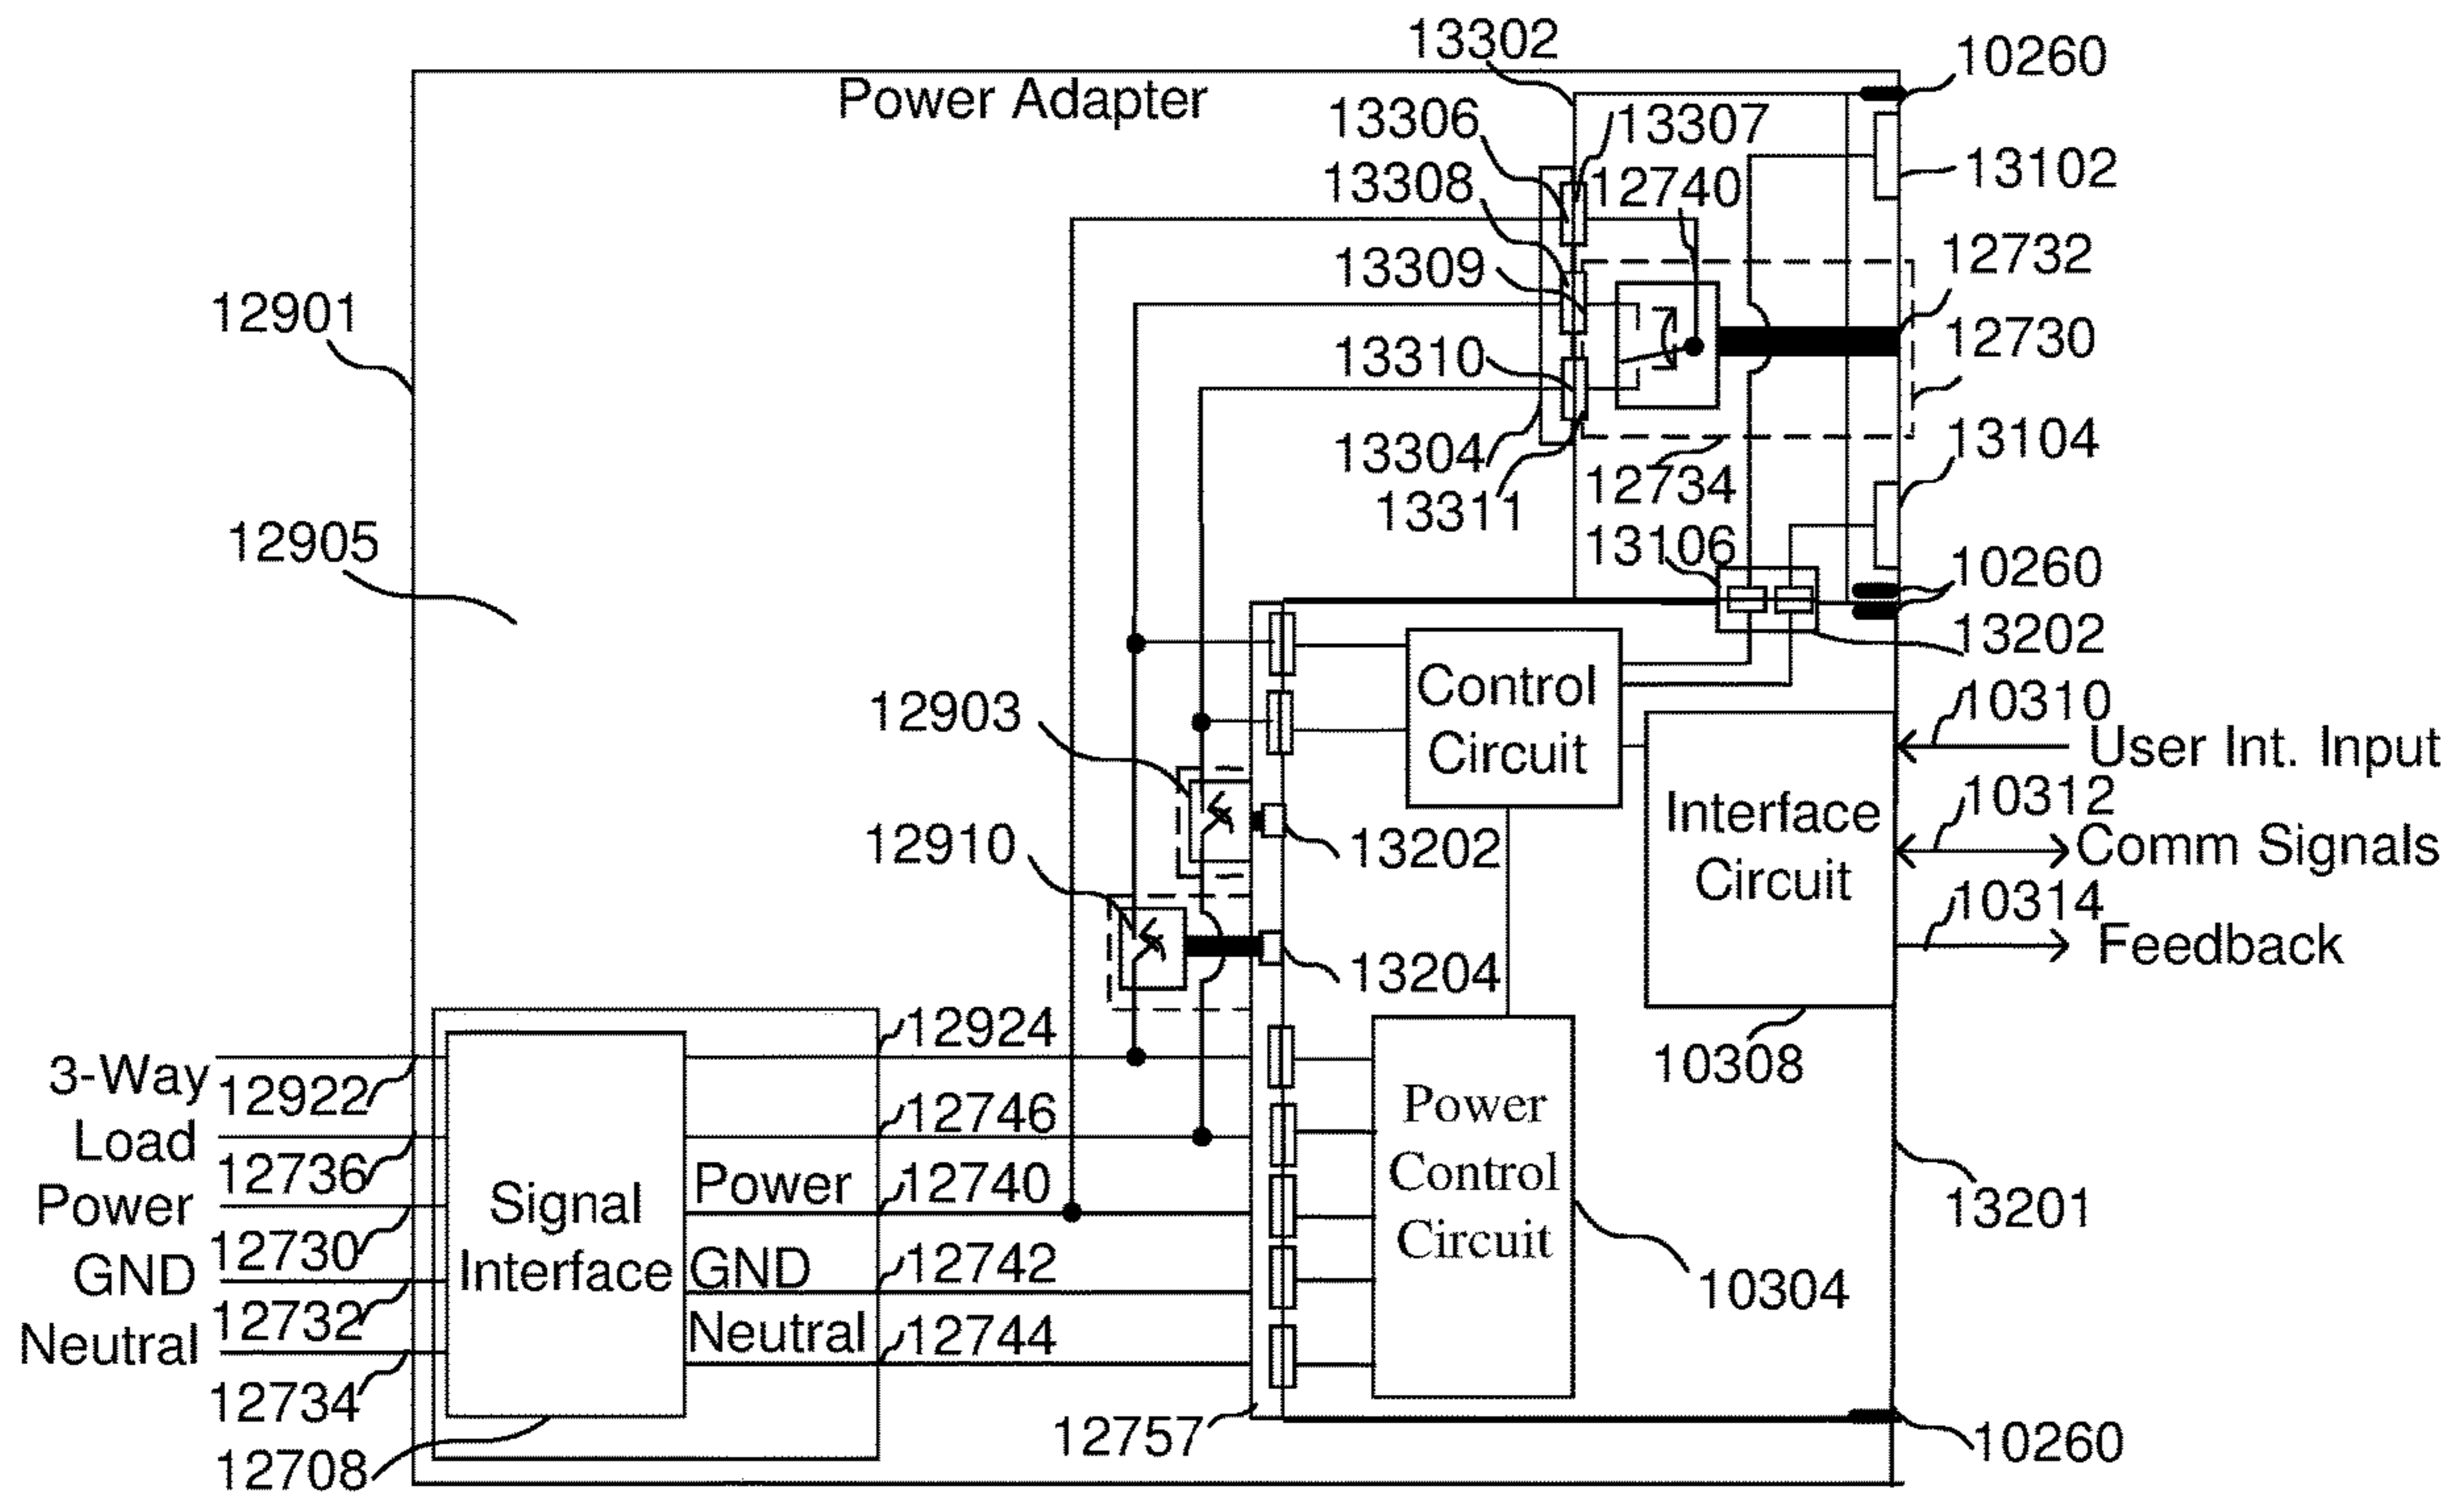 13302
10260
Power Adapter
13306
13307
13308
12740
13102
13309
12732
12901
13310
12730
13304
12734
13104
13311
12905
13106
10260
13202
Control
Circuit
12903
10310
User Int. Input
10312
Interface
Circuit
Comm Signals
12910
13202
10314
Feedback
13204
12924
3-Way
12922
10308
Load
12746
Power
Control
Circuit
12736
Power
Signal
Interface
Power
12740
13201
12730
GND
GND
12742
10304
12732
Neutral
Neutral
12744
12734
12757
10260
12708